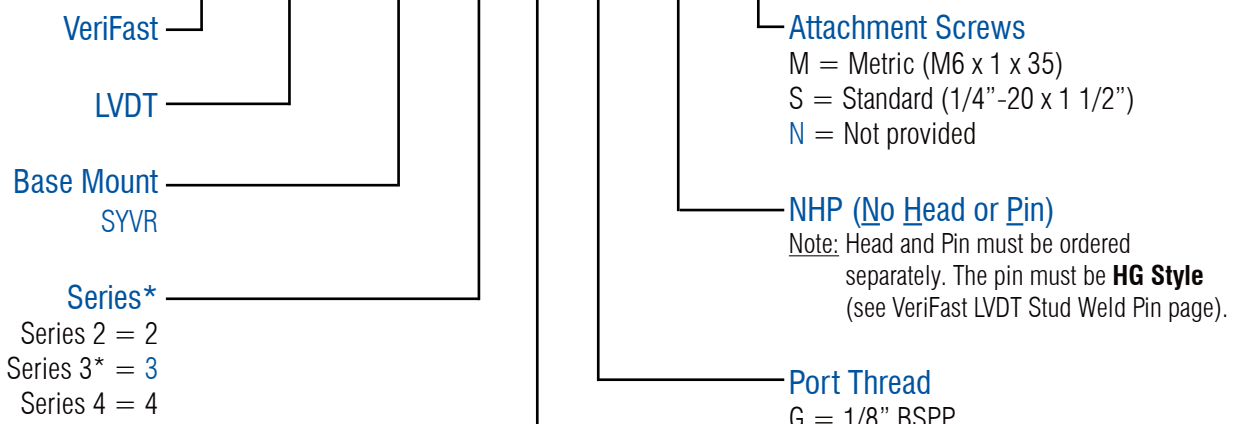 VeriFast
LVDT
Base Mount
SYVR
Series*
Series 2 = 2
Series 3* = 3
Series 4 = 4
Attachment Screws
M = Metric (M6 x 1 x 35)
S = Standard (1/4”-20 x 1 1/2”)
N = Not provided
NHP (No Head or Pin)
Note: Head and Pin must be ordered
separately. The pin must be HG Style
(see VeriFast LVDT Stud Weld Pin page).
Port Thread
G = 1/8” BSPP